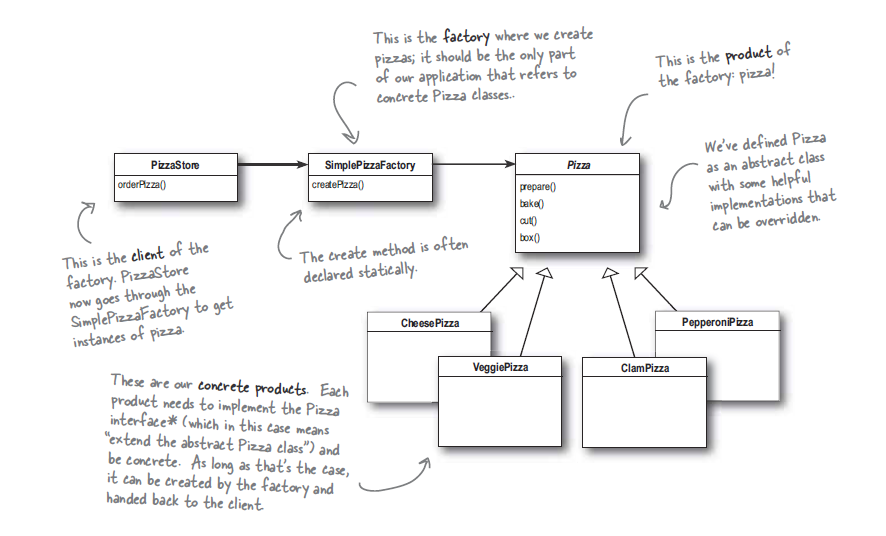 This is the factory where we create
pizzas; it should be the only part
of our application that refers to
concrete Pizza classes..
This is the product of
the factory: pizza!
PizzaStore
orderPizza()
SimplePizzaFactory
createPizza()
Pizza
prepare()
bake()
cut()
box()
We've defined Pizza
as an abstract class
with some helpful
implementations that
can be overridden.
This is the client of the
factory. PizzaStore
now goes through the
SimplePizzaFactory to get
instances of pizza.
The create method is often
declared statically.
CheesePizza
VeggiePizza
ClamPizza
PepperoniPizza
These are our concrete products. Each
product needs to implement the Pizza
interface* (which in this case means
"extend the abstract Pizza class") and
be concrete. As long as that's the case,
it can be created by the factory and
handed back to the client.